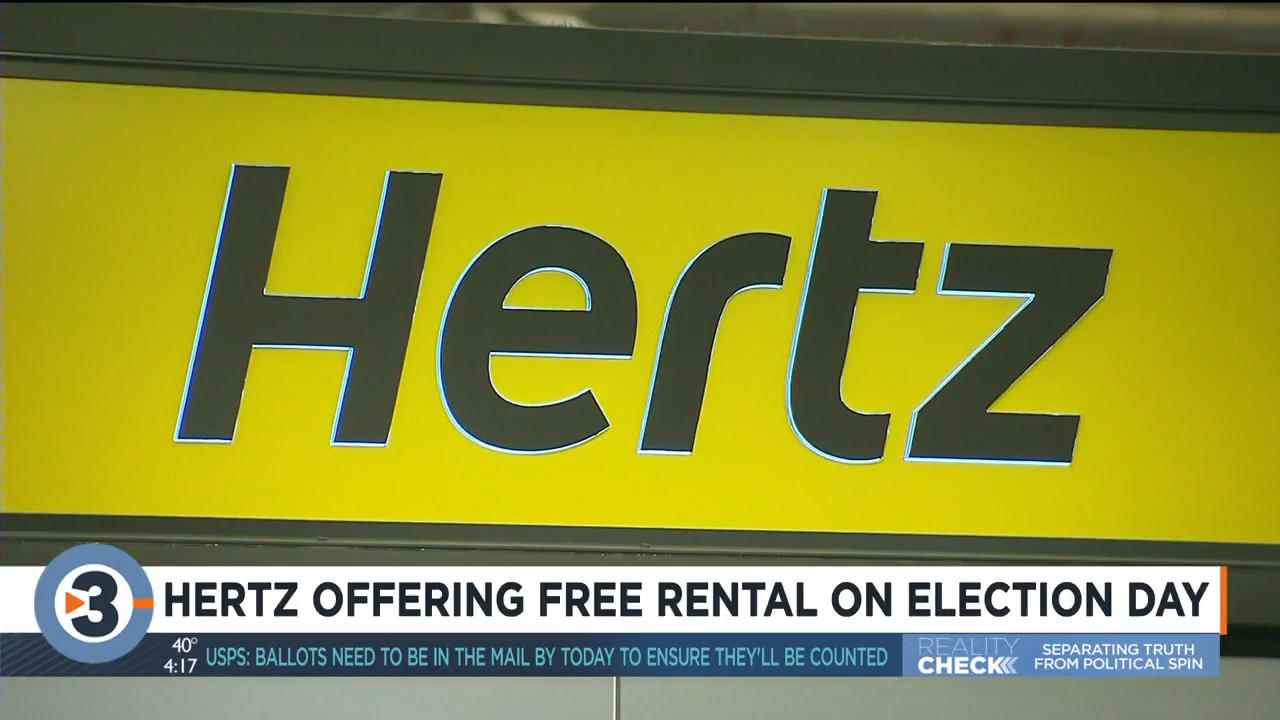 Hertz
3
HERTZ OFFERING FREE RENTAL ON ELECTION DAY
40°
4:17
USPS: BALLOTS NEED TO BE IN THE MAIL BY TODAY TO ENSURE THEY'LL BE COUNTED
REALITY
CHECK
SEPARATING TRUTH
FROM POLITICAL SPIN